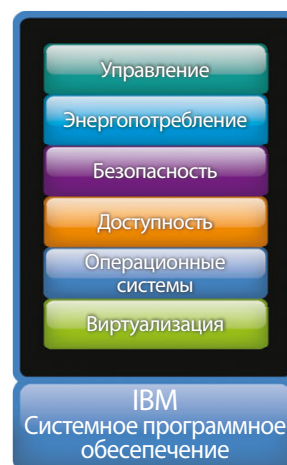 Управление
Энергопотребление
Безопасность
Доступность
Операционные
системы
Виртуализация
IBM
Системное программное
обесепечение